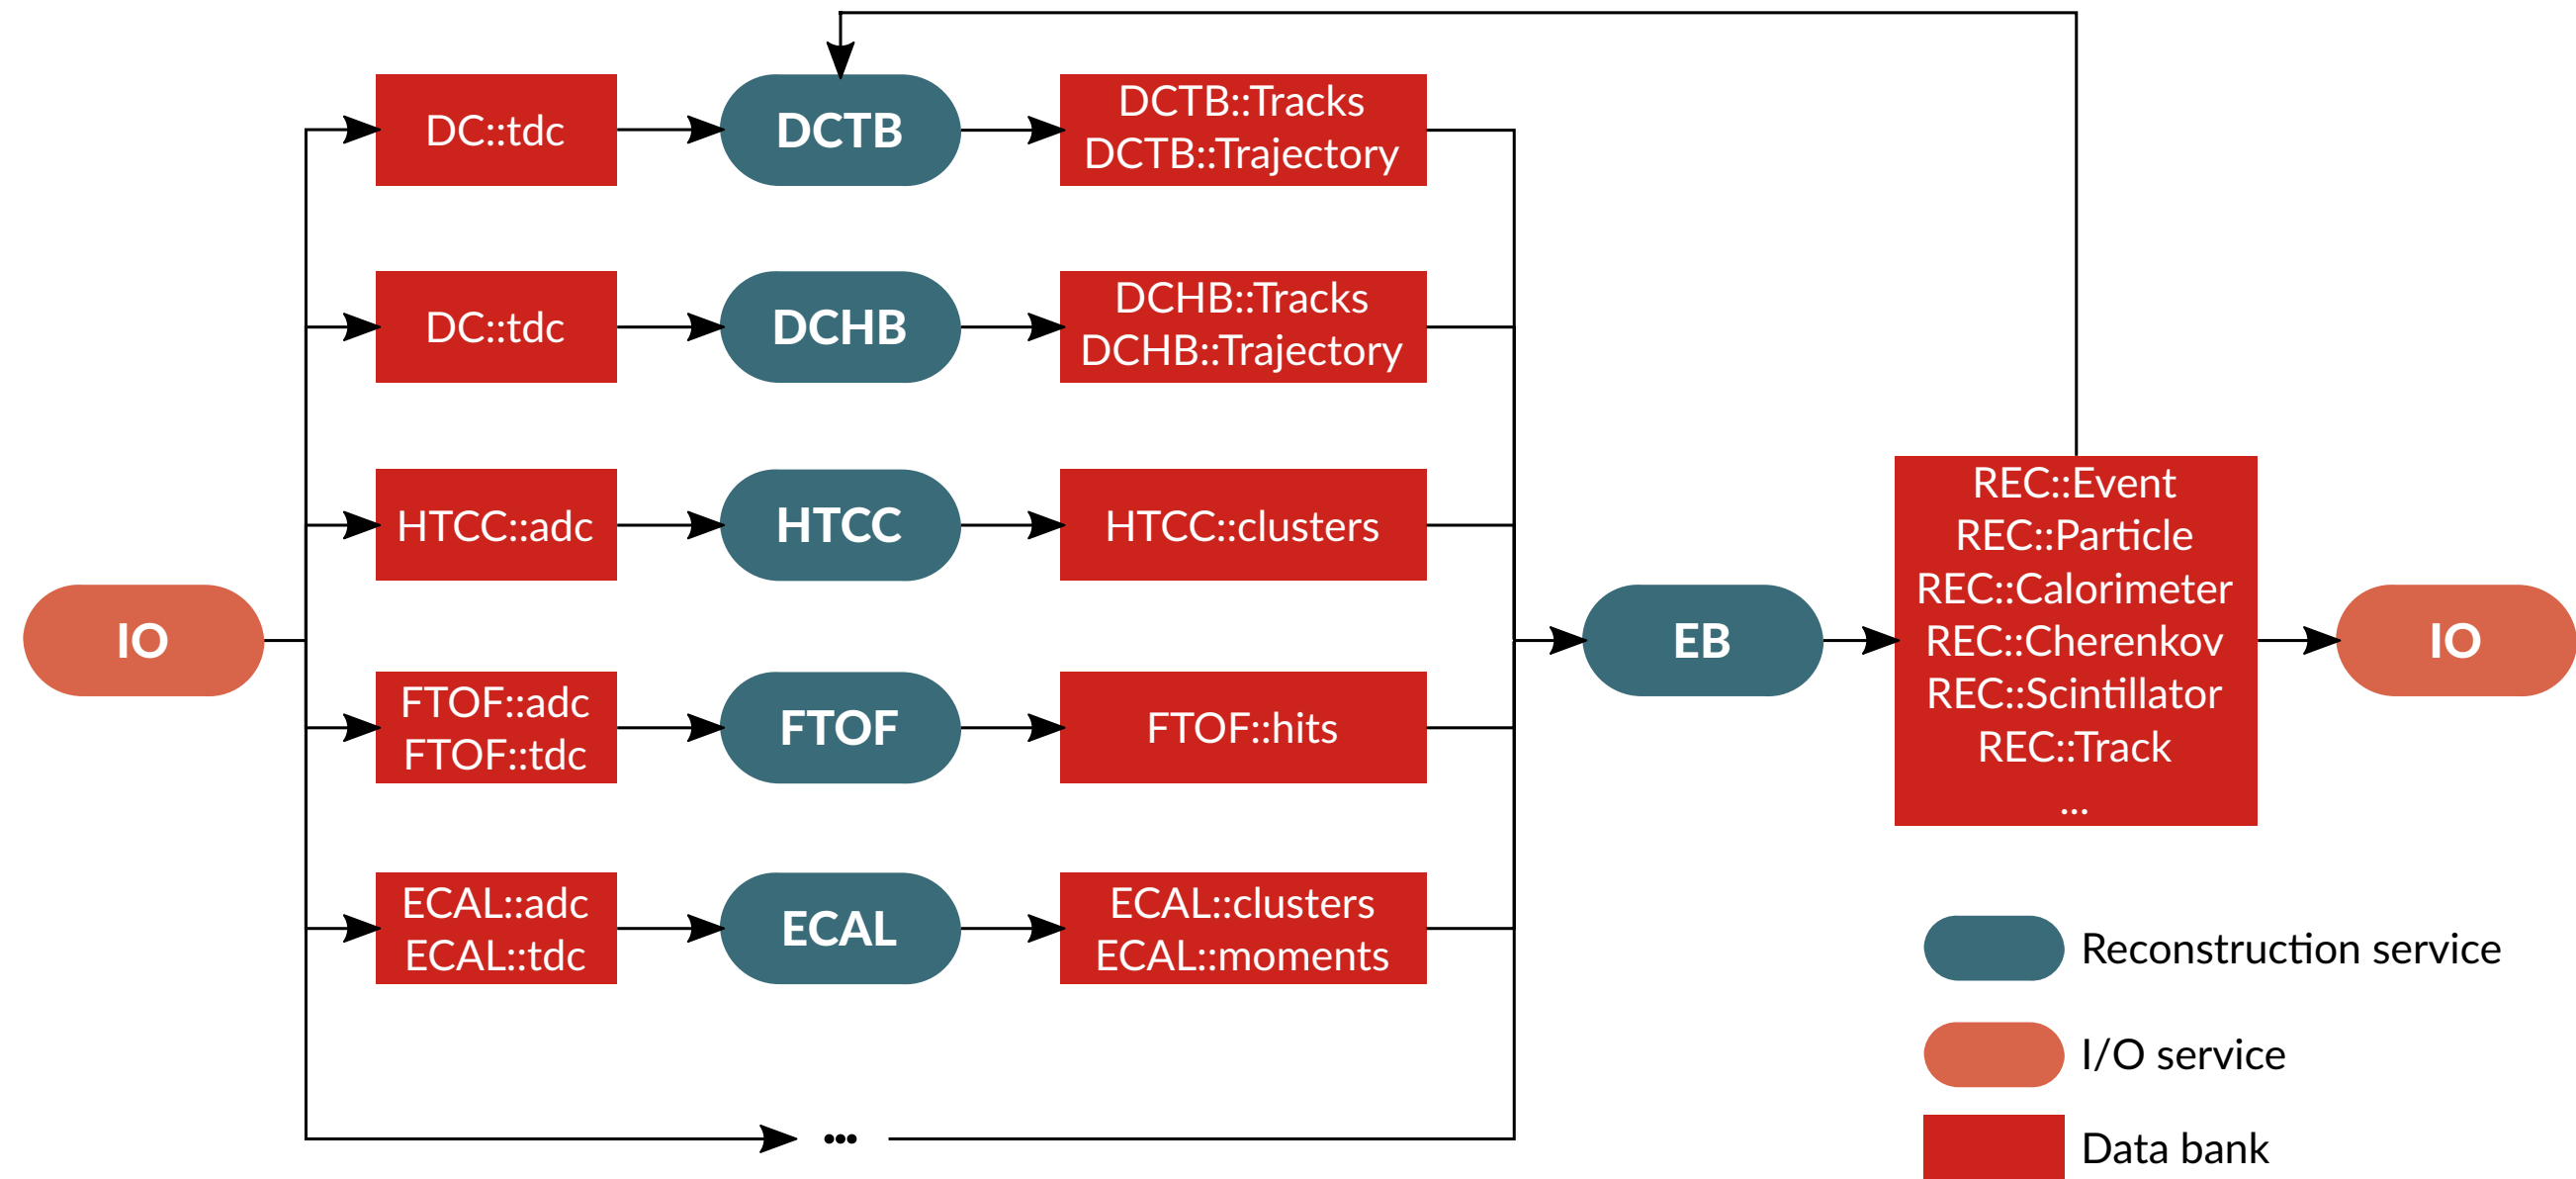 DC::tdc
DCTB
DCTB::Tracks
DCTB::Trajectory
DC::tdc
DCHB
DCHB::Tracks
DCHB::Trajectory
HTCC::adc
HTCC
HTCC::clusters
IO
FTOF::adc
FTOF::tdc
FTOF
FTOF::hits
ECAL::adc
ECAL::tdc
ECAL
ECAL::clusters
ECAL::moments
...
EB
REC::Event
REC::Particle
REC::Calorimeter
REC::Cherenkov
REC::Scintillator
REC::Track
...
IO
Reconstruction service
I/O service
Data bank